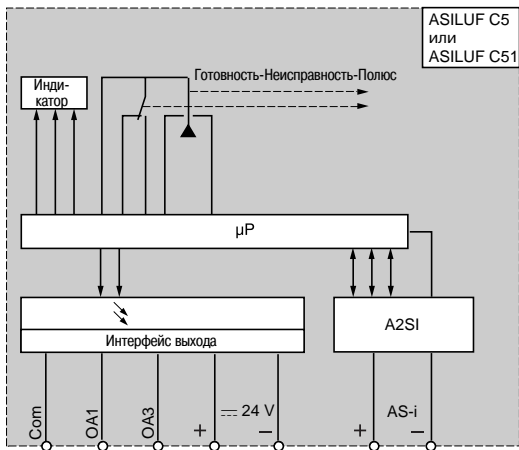 ASILUF C5
или
ASILUF C51
Готовность-Неисправность-Полюс
Инди-
катор
µP
A2SI
Интерфейс выхода
Com
OA1
OA3
+
24 V
–
+
AS-i
–